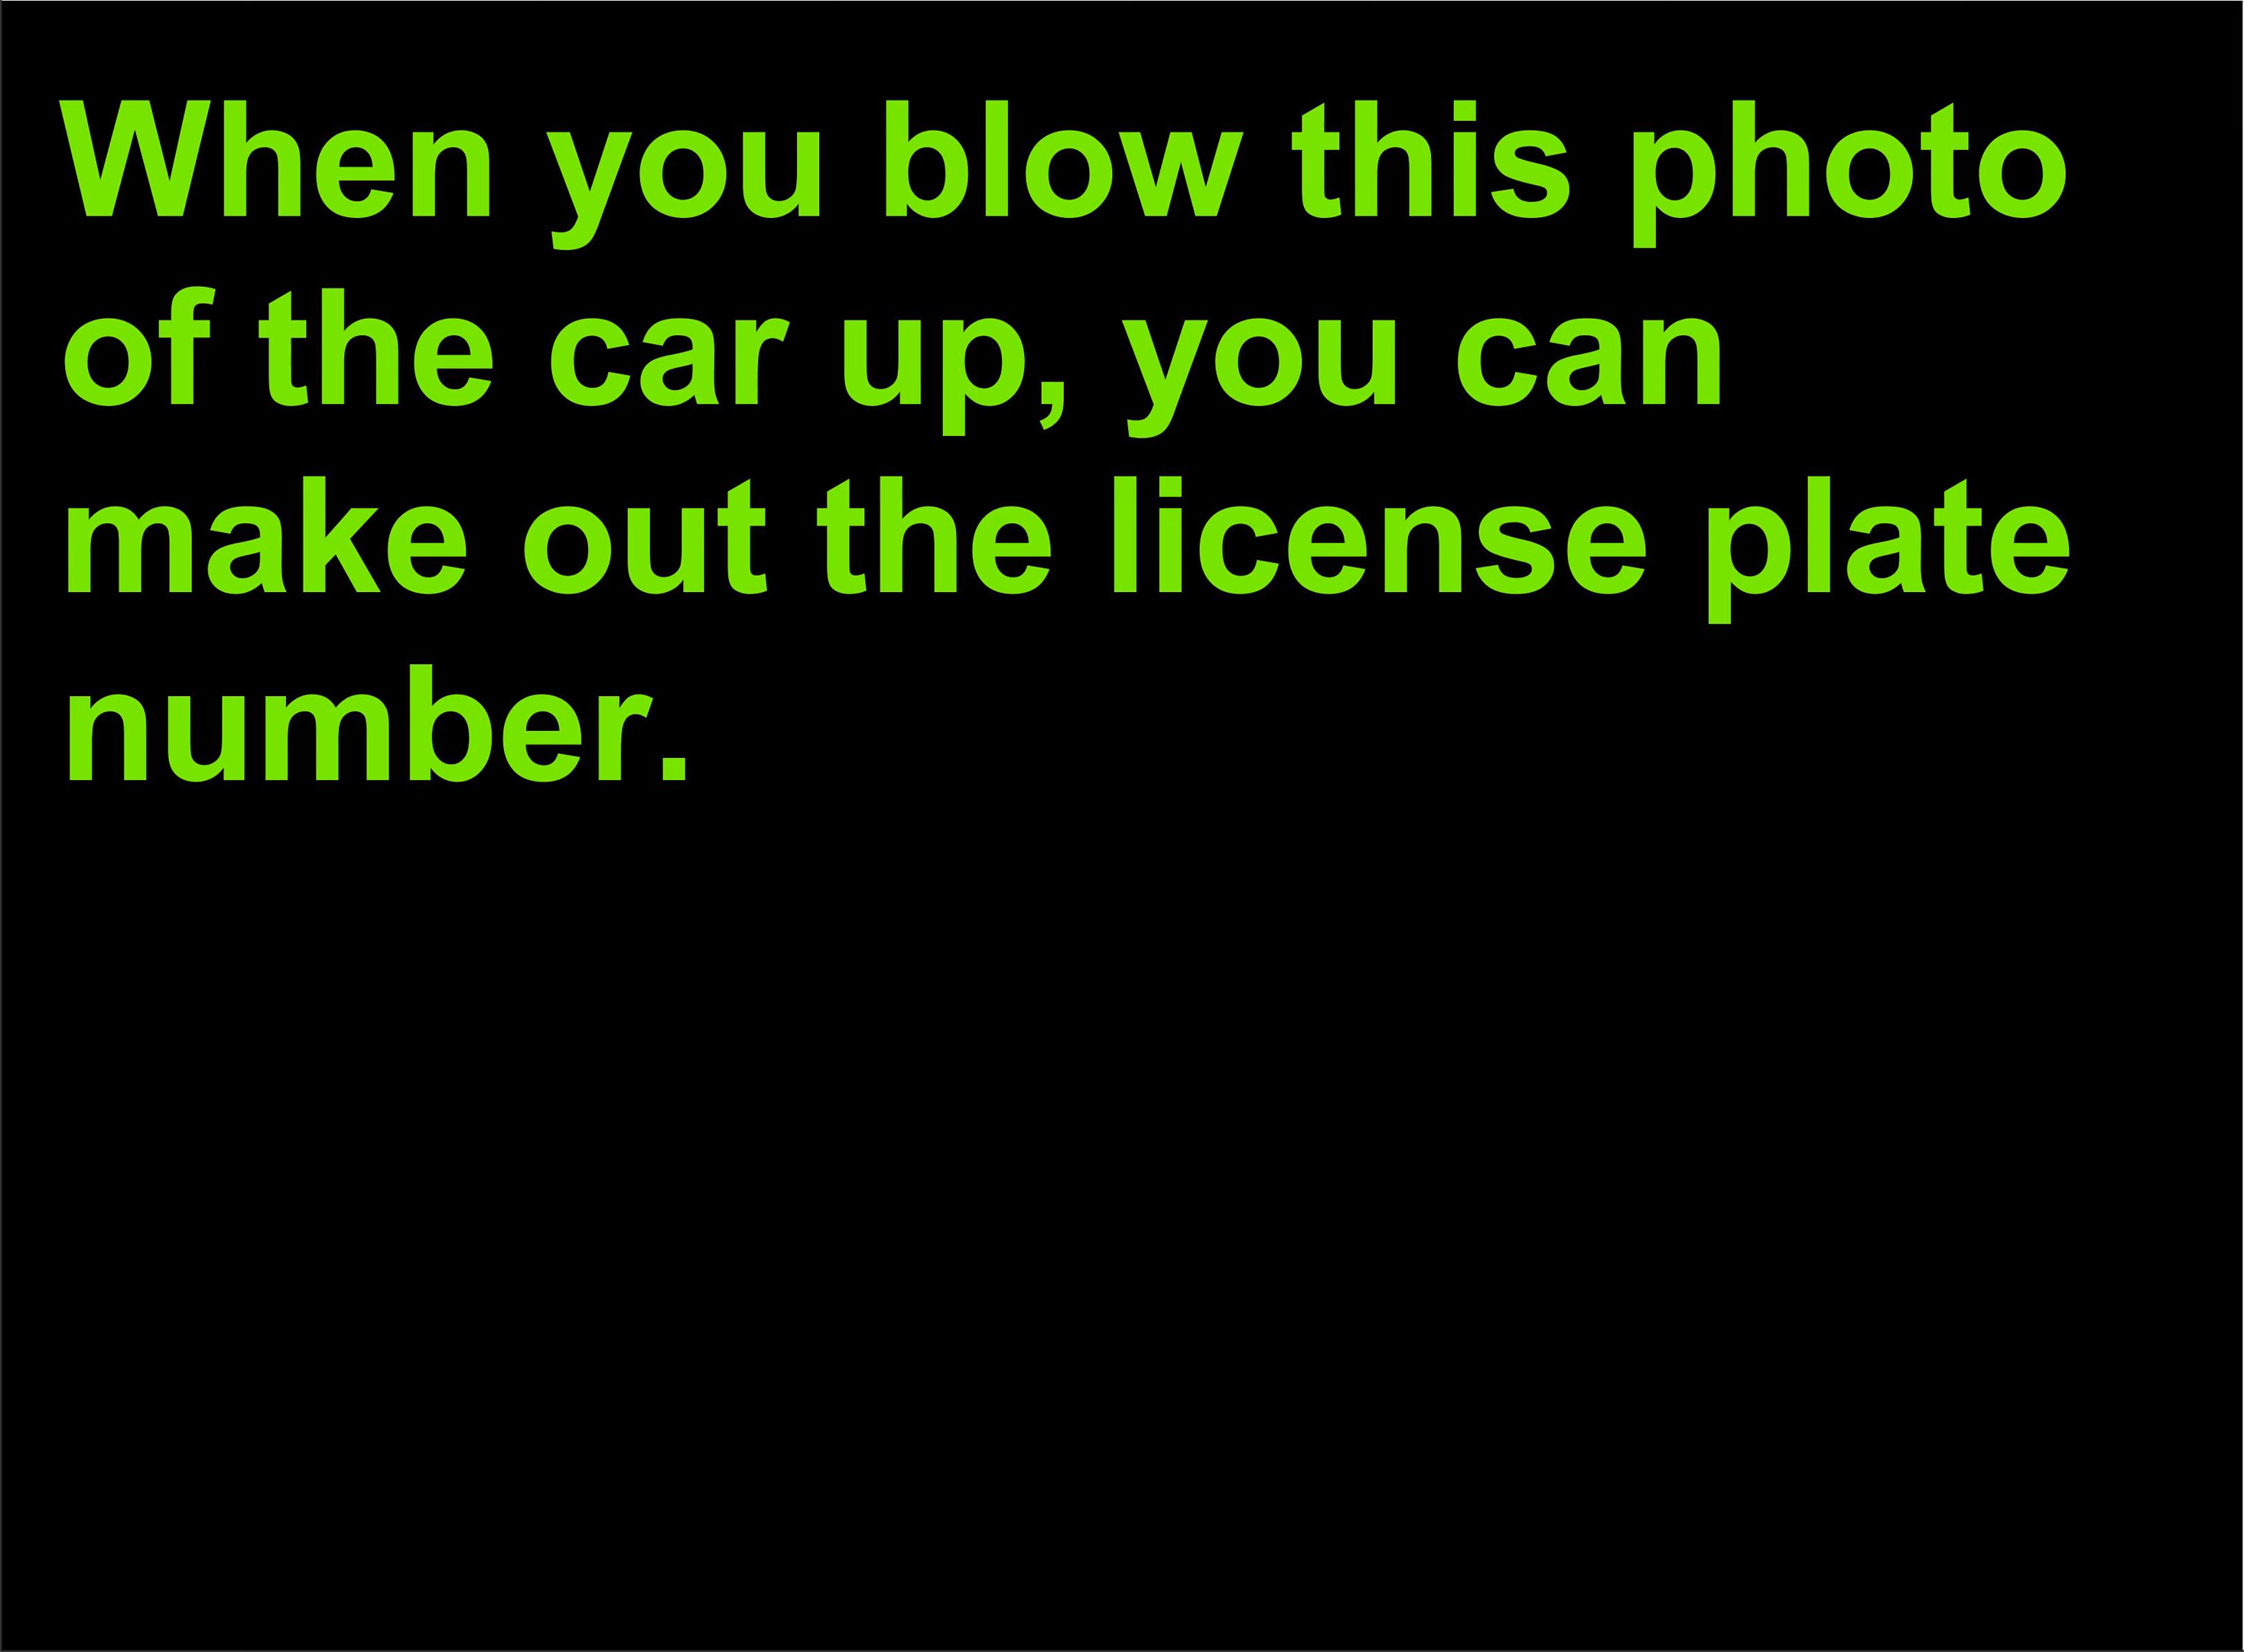 When you blow this photo
of the car up, you can
make out the license plate
number.